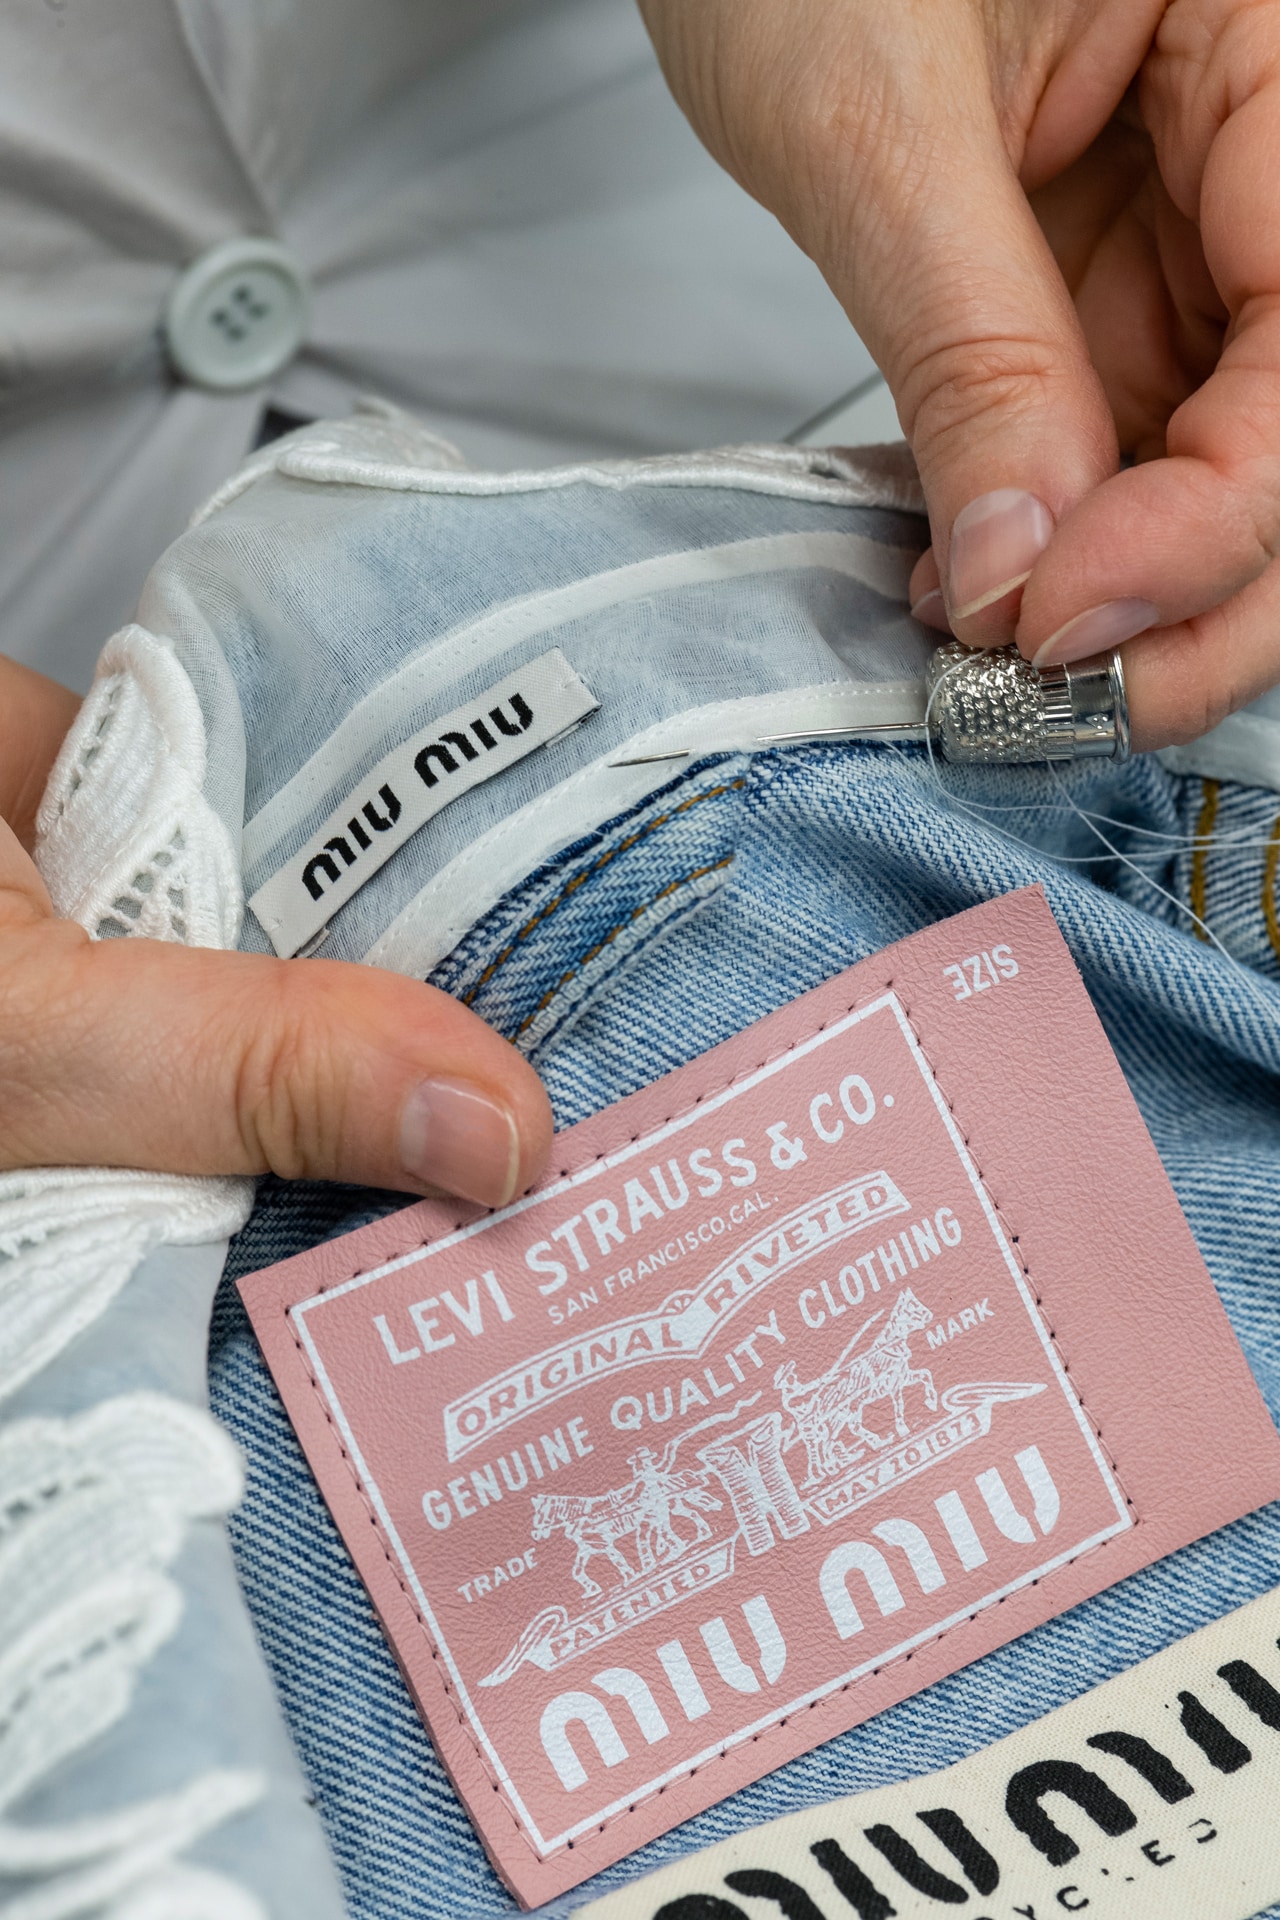 miu miu
SIZE
LEVI STRAUSS & CO.
SAN FRANCISCO, CAL.
ORIGINAL RIVETED
GENUINE QUALITY CLOTHING
TRADE MARK
PATENTED MAY 20 1873
miu miu
miu miu